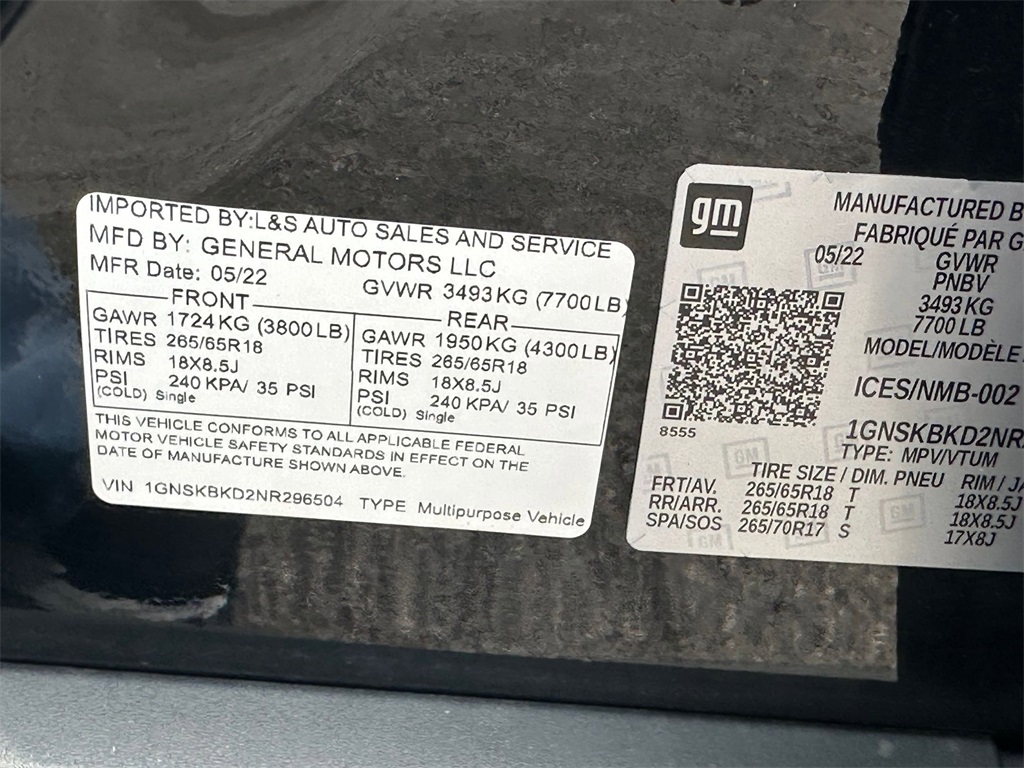 IMPORTED BY:L&S AUTO SALES AND SERVICE
MFD BY: GENERAL MOTORS LLC
MFR Date: 05/22
GVWR 3493KG (7700LB)
FRONT
GAWR 1724KG (3800LB)
TIRES 265/65R18
RIMS 18X8.5J
PSI 240 KPA/ 35 PSI
(COLD) Single
REAR
GAWR 1950KG (4300LB)
TIRES 265/65R18
RIMS 18X8.5J
PSI 240 KPA/ 35 PSI
(COLD) Single
THIS VEHICLE CONFORMS TO ALL APPLICABLE FEDERAL
MOTOR VEHICLE SAFETY STANDARDS IN EFFECT ON THE
DATE OF MANUFACTURE SHOWN ABOVE.
VIN 1GNSKBKD2NR296504 TYPE Multipurpose Vehicle
gm
MANUFACTURED B
FABRIQUÉ PAR G
05/22
GVWR
PNBV
3493KG
7700LB
MODEL/MODÈLE
ICES/NMB-002
8555
1GNSKBKD2NR
TYPE: MPV/VTUM
TIRE SIZE / DIM. PNEU RIM / JA
FRT/AV. 265/65R18 T 18X8.5J
RR/ARR. 265/65R18 T 18X8.5J
SPA/SOS 265/70R17 S 17X8J